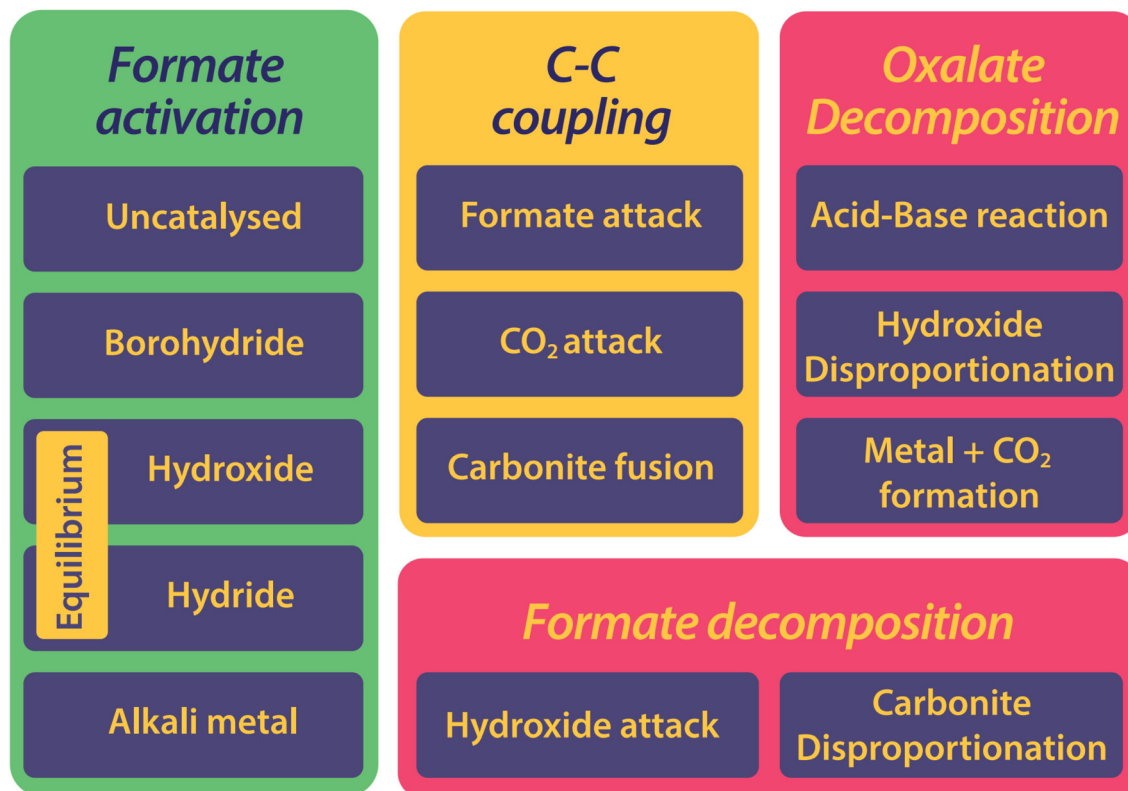 Formate
activation
Uncatalysed
Borohydride
Equilibrium
Hydroxide
Hydride
Alkali metal
C-C
coupling
Formate attack
CO₂ attack
Carbonite fusion
Oxalate
Decomposition
Acid-Base reaction
Hydroxide
Disproportionation
Metal + CO₂
formation
Formate decomposition
Hydroxide attack
Carbonite
Disproportionation